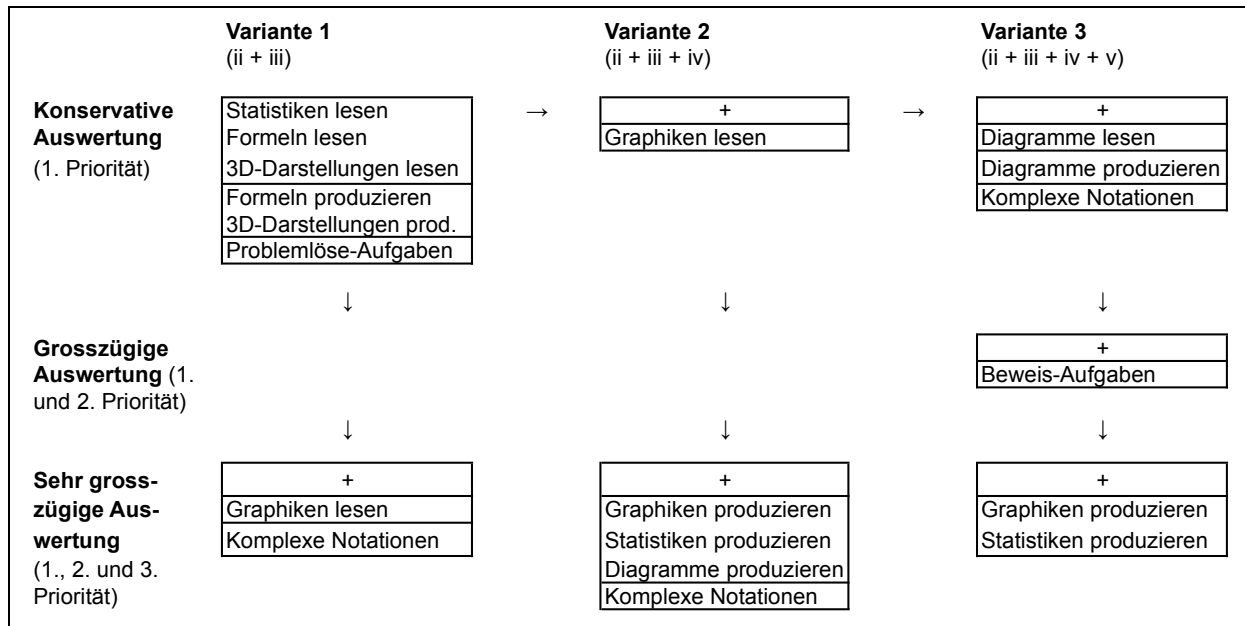 Variante 1
(ii + iii)
Variante 2
(ii + iii + iv)
Variante 3
(ii + iii + iv + v)
Konservative
Auswertung
(1. Priorität)
Statistiken lesen
Formeln lesen
3D-Darstellungen lesen
Formeln produzieren
3D-Darstellungen prod.
Problemlöse-Aufgaben
→
+
Graphiken lesen
→
+
Diagramme lesen
Diagramme produzieren
Komplexe Notationen
↓
↓
↓
Grosszügige
Auswertung (1.
und 2. Priorität)
+
Beweis-Aufgaben
↓
↓
↓
Sehr gross-
zügige Aus-
wertung
(1., 2. und 3.
Priorität)
+
Graphiken lesen
Komplexe Notationen
+
Graphiken produzieren
Statistiken produzieren
Diagramme produzieren
Komplexe Notationen
+
Graphiken produzieren
Statistiken produzieren